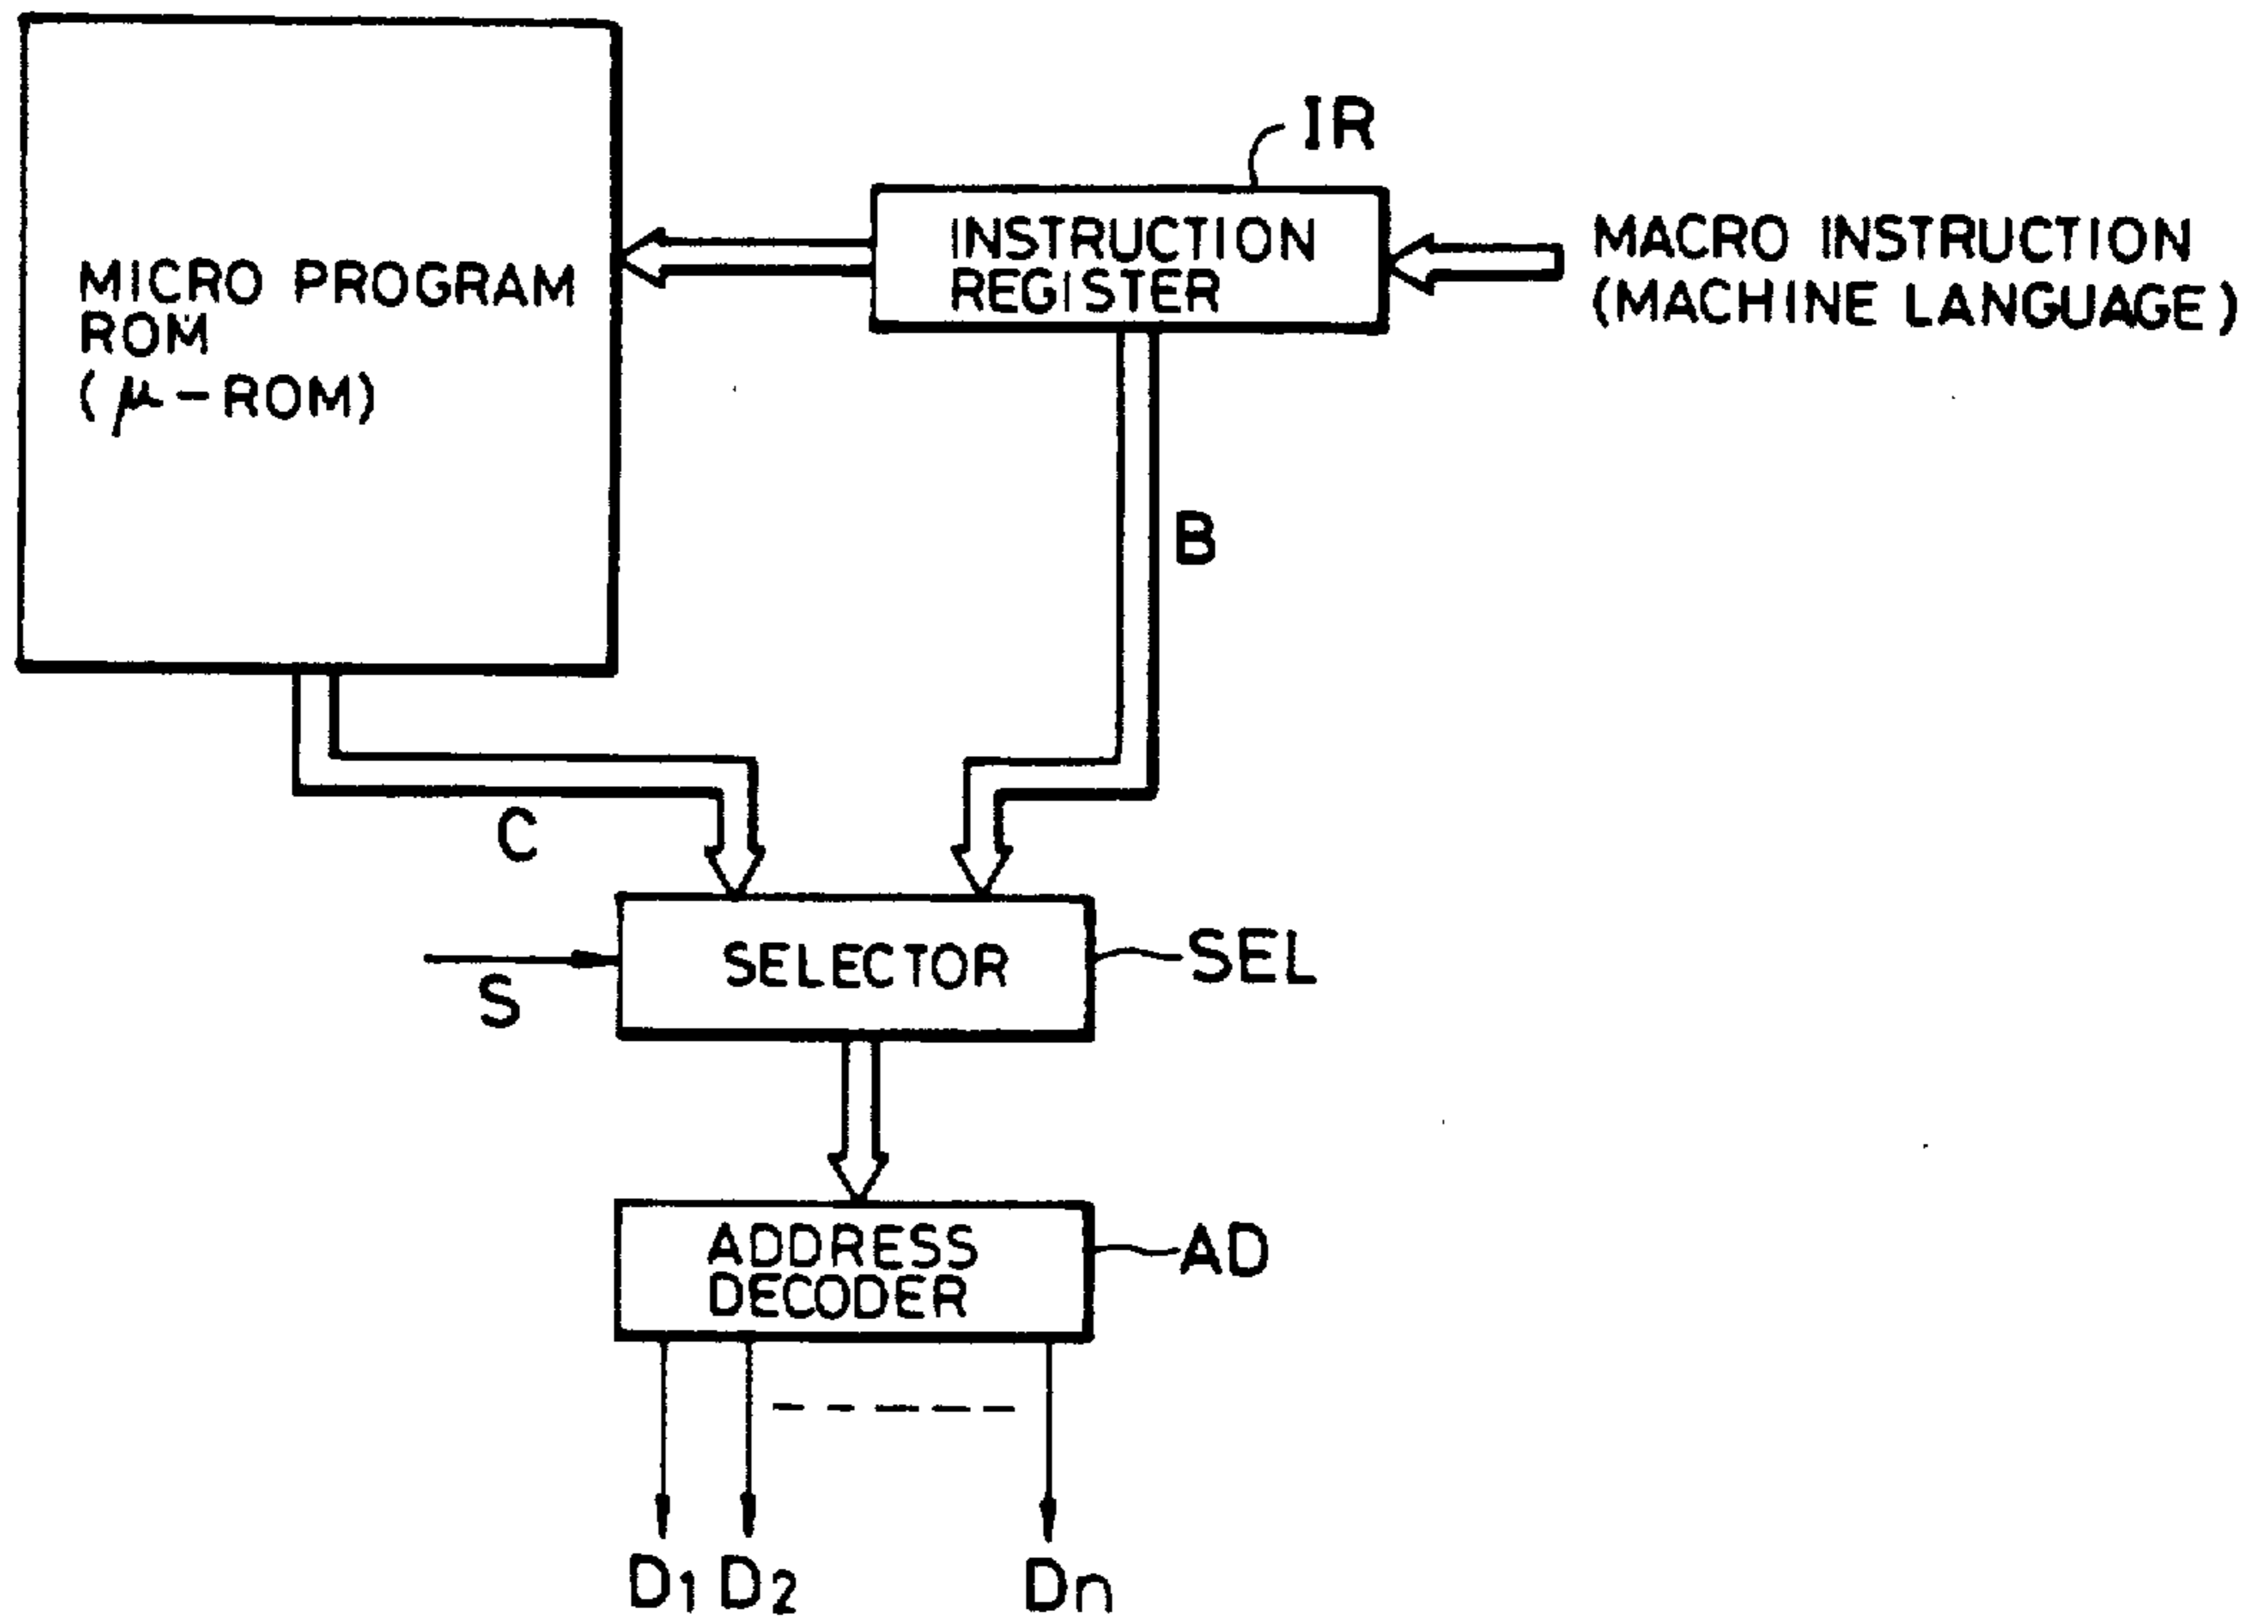 IR
INSTRUCTION
REGISTER
MACRO INSTRUCTION
(MACHINE LANGUAGE)
MICRO PROGRAM
ROM
(μ-ROM)
B
C
SELECTOR
SEL
S
ADDRESS
DECODER
AD
D1 D2 Dn